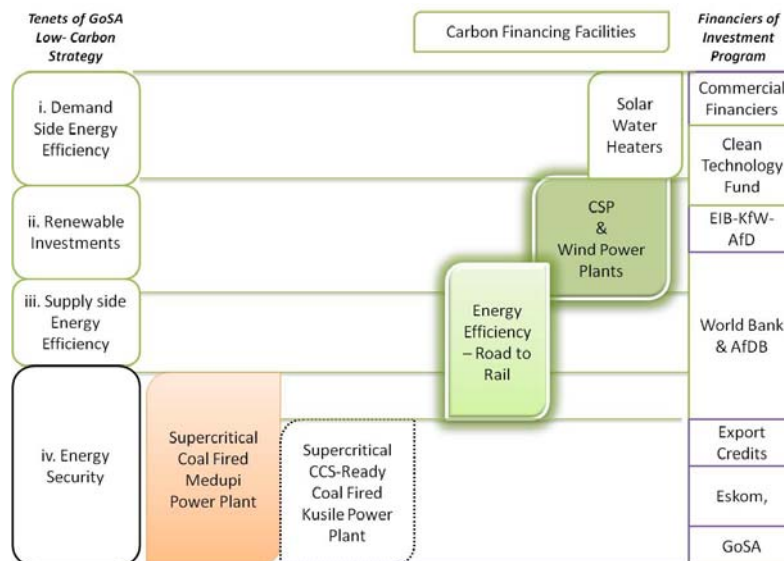 Tenets of GoSA
Low- Carbon
Strategy
Carbon Financing Facilities
Financiers of
Investment
Program
i. Demand
Side Energy
Efficiency
ii. Renewable
Investments
iii. Supply side
Energy
Efficiency
iv. Energy
Security
Supercritical
Coal Fired
Medupi
Power Plant
Supercritical
CCS-Ready
Coal Fired
Kusile Power
Plant
Energy
Efficiency
– Road to
Rail
CSP
&
Wind Power
Plants
Solar
Water
Heaters
Commercial
Financiers
Clean
Technology
Fund
EIB-KfW-
AfD
World Bank
& AfDB
Export
Credits
Eskom,
GoSA